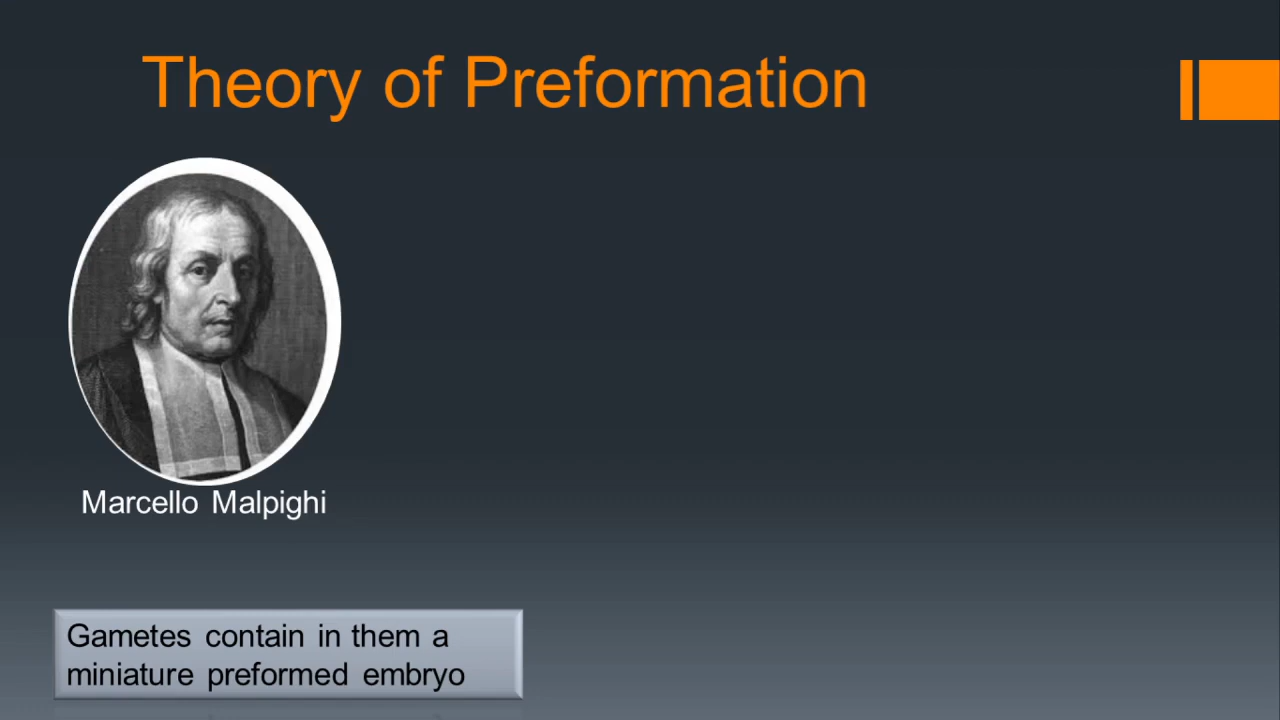 Theory of Preformation
Marcello Malpighi
Gametes contain in them a
miniature preformed embryo